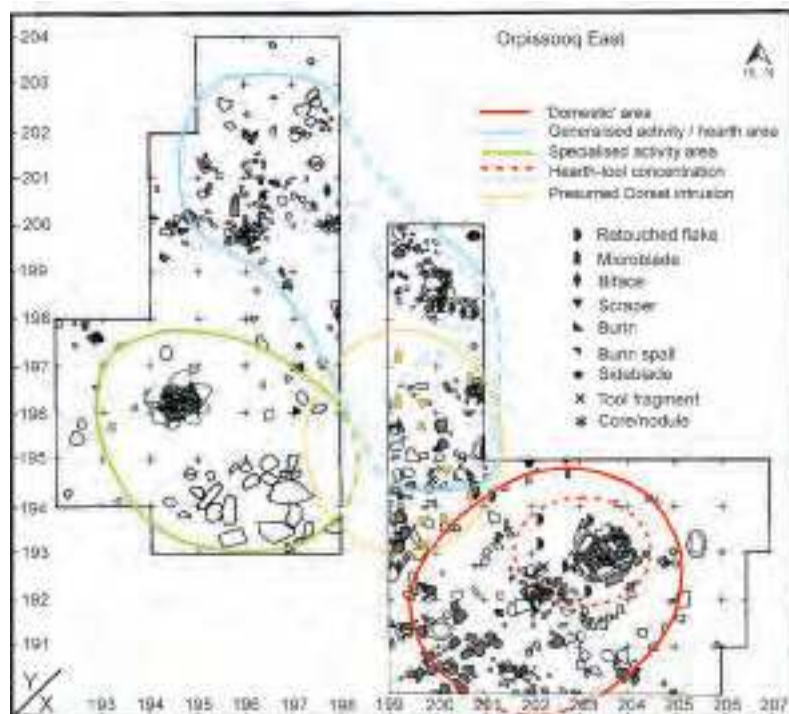 Orpissooq East
N
'Domestic' area
Generalised activity / hearth area
Specialised activity area
Hearth-tool concentration
Presumed Dorset intrusion
Retouched flake
Microblade
Biface
Scraper
Burin
Burin spall
Sideblade
Tool fragment
Core/nodule
204
203
202
201
200
199
198
197
196
195
194
193
192
191
Y
X
193 194 195 196 197 198 199 200 201 202 203 204 205 206 207